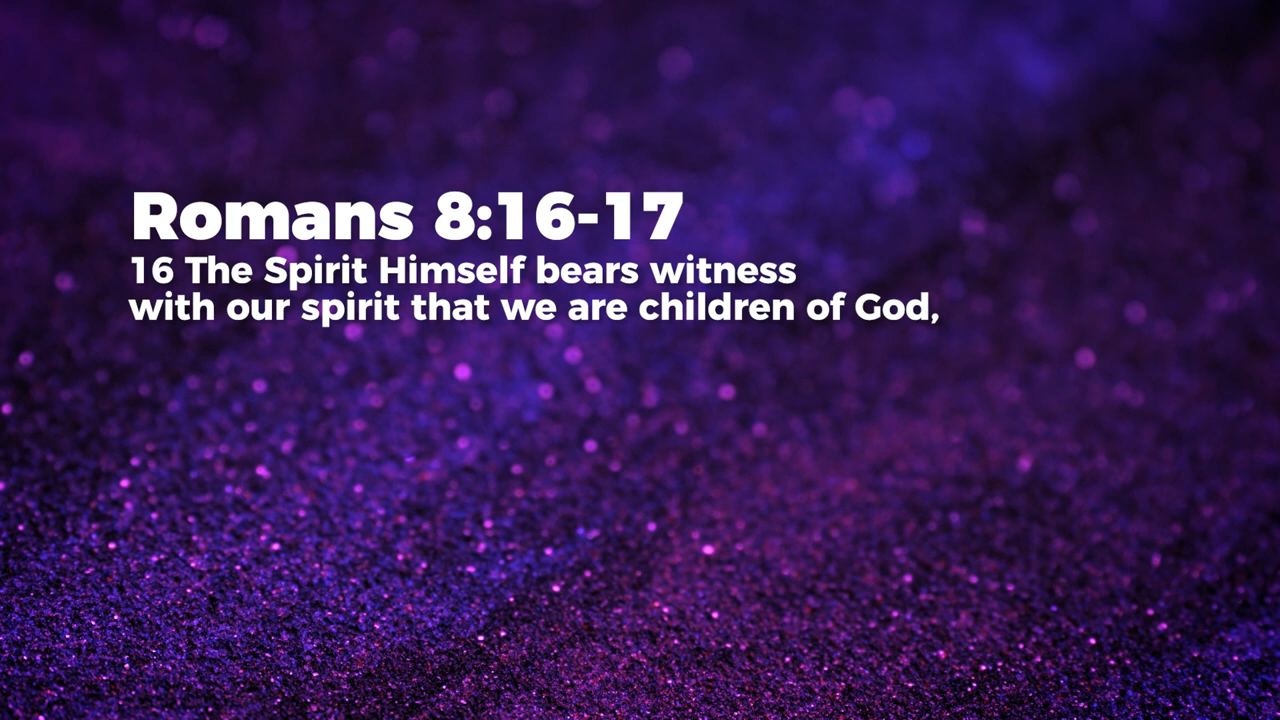 Romans 8:16-17
16 The Spirit Himself bears witness
with our spirit that we are children of God,